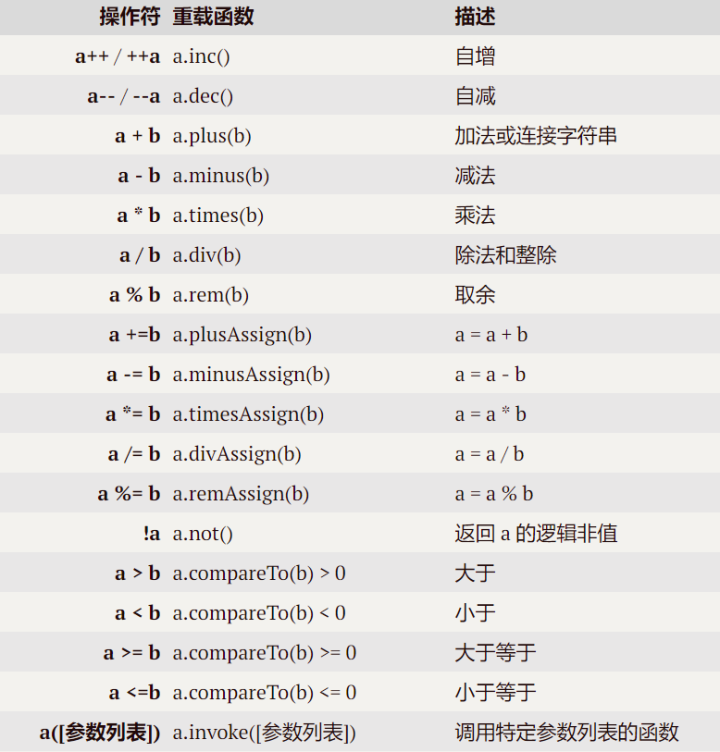 操作符 重载函数 描述
a++ / ++a a.inc() 自增
a-- / --a a.dec() 自减
a + b a.plus(b) 加法或连接字符串
a - b a.minus(b) 减法
a * b a.times(b) 乘法
a / b a.div(b) 除法和整除
a % b a.rem(b) 取余
a +=b a.plusAssign(b) a = a + b
a -= b a.minusAssign(b) a = a - b
a *= b a.timesAssign(b) a = a * b
a /= b a.divAssign(b) a = a / b
a %= b a.remAssign(b) a = a % b
!a a.not() 返回 a 的逻辑非值
a > b a.compareTo(b) > 0 大于
a < b a.compareTo(b) < 0 小于
a >= b a.compareTo(b) >= 0 大于等于
a <=b a.compareTo(b) <= 0 小于等于
a([参数列表]) a.invoke([参数列表]) 调用特定参数列表的函数